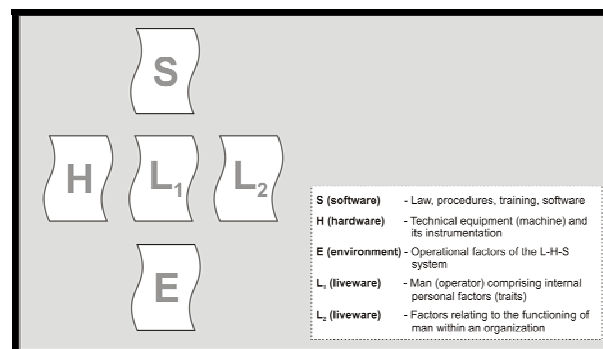 S
H L₁ L₂
E
S (software) - Law, procedures, training, software
H (hardware) - Technical equipment (machine) and
its instrumentation
E (environment) - Operational factors of the L-H-S
system
L₁ (liveware) - Man (operator) comprising internal
personal factors (traits)
L₂ (liveware) - Factors relating to the functioning of
man within an organization